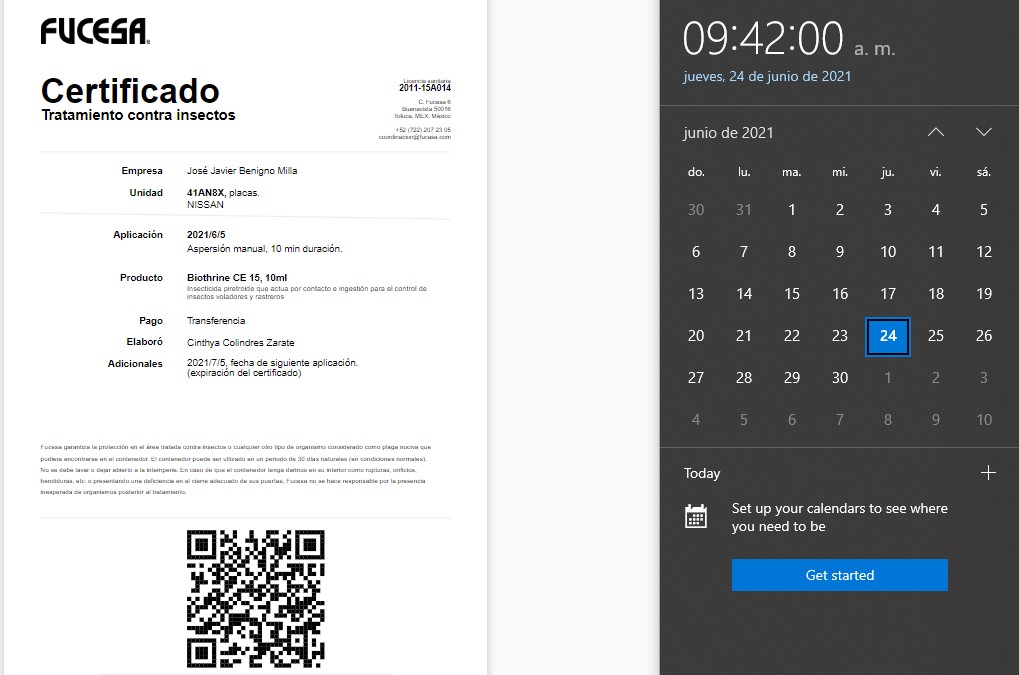 FUCESA®
Certificado
Tratamiento contra insectos
Licencia sanitaria
2011-15A014
C. Fucesa 6
Buenavista 50016
Toluca, MEX, México
+52 (722) 207 23 05
coordinacion@fucesa.com
Empresa José Javier Benigno Milla
Unidad 41AN8X, placas.
NISSAN
Aplicación 2021/6/5
Aspersión manual, 10 min duración.
Producto Biothrine CE 15, 10ml
Insecticida piretroide que actua por contacto e ingestión para el control de
insectos voladores y rastreros
Pago Transferencia
Elaboró Cinthya Colindres Zarate
Adicionales 2021/7/5, fecha de siguiente aplicación.
(expiración del certificado)
Fucesa garantiza la protección en el área tratada contra insectos o cualquier otro tipo de organismo considerado como plaga nociva que
pudiera encontrarse en el contenedor. El contenedor puede ser utilizado en un periodo de 30 días naturales (en condiciones normales).
No se debe lavar o dejar abierto a la intemperie. En caso de que el contenedor tenga dañinos en su interior como rupturas, orificios,
hendiduras, etc. o presentando una deficiencia en el cierre adecuado de sus puertas, Fucesa no se hace responsable por la presencia
inesperada de organismos posterior al tratamiento.
09:42:00 a. m.
jueves, 24 de junio de 2021
junio de 2021
do. lu. ma. mi. ju. vi. sá.
30 31 1 2 3 4 5
6 7 8 9 10 11 12
13 14 15 16 17 18 19
20 21 22 23 24 25 26
27 28 29 30 1 2 3
4 5 6 7 8 9 10
Today
Set up your calendars to see where
you need to be
Get started